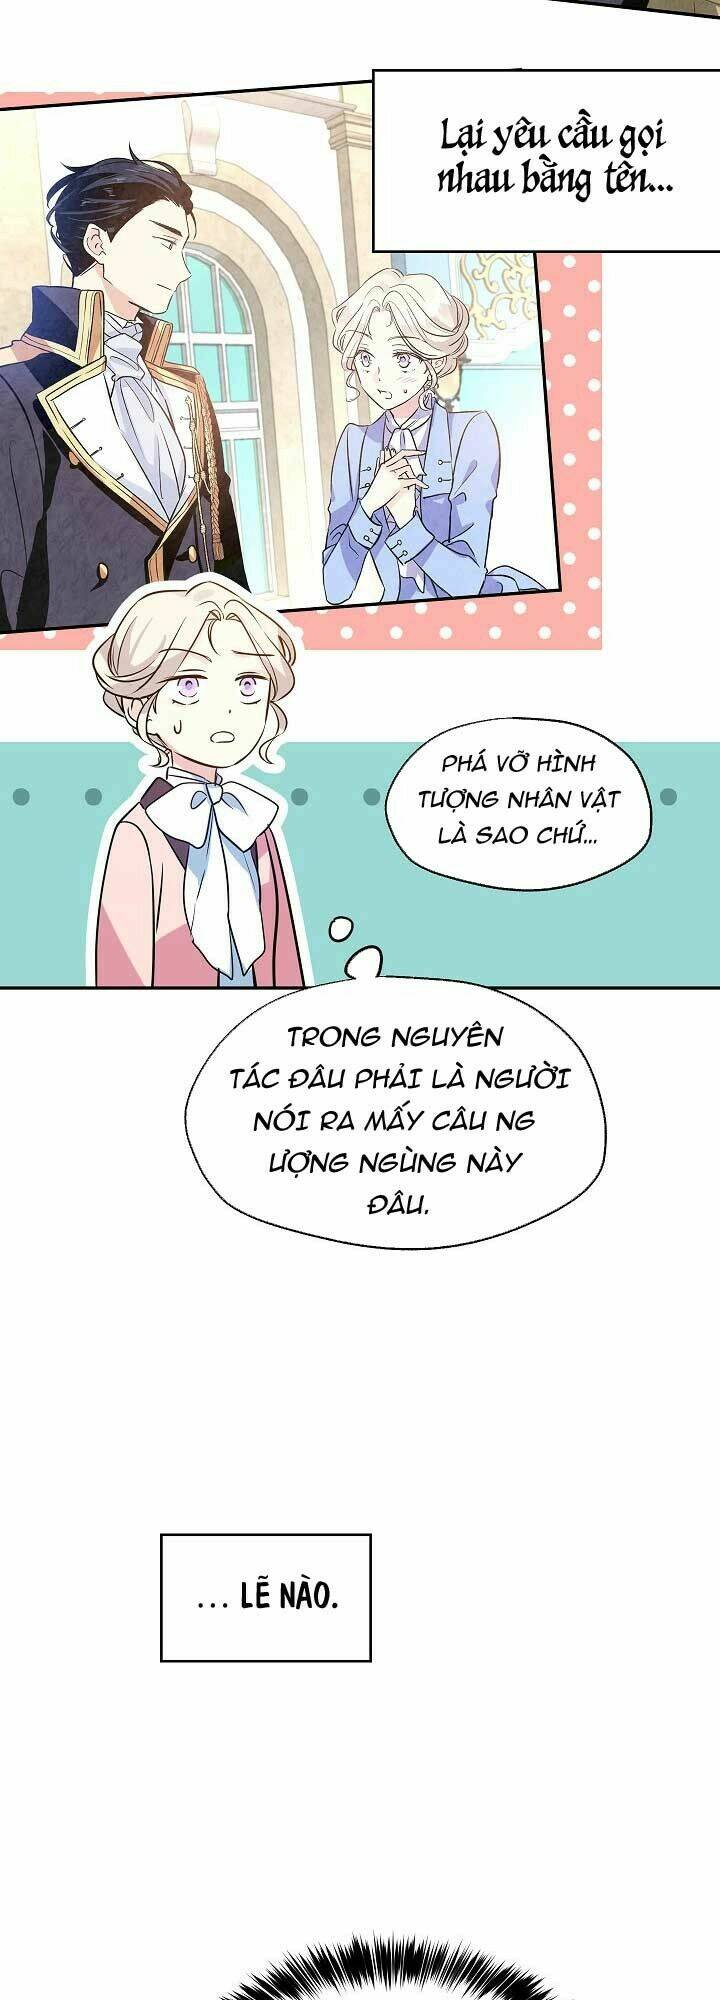 Lại yêu cầu gọi
nhau bằng tên...
PHÁ VỠ HÌNH
TƯỢNG NHÂN VẬT
LÀ SAO CHỨ...
TRONG NGUYÊN
TÁC ĐÂU PHẢI LÀ NGƯỜI
NÓI RA MẤY CÂU NG
ƯỢNG NGÙNG NÀY
ĐÂU.
... LẼ NÀO.